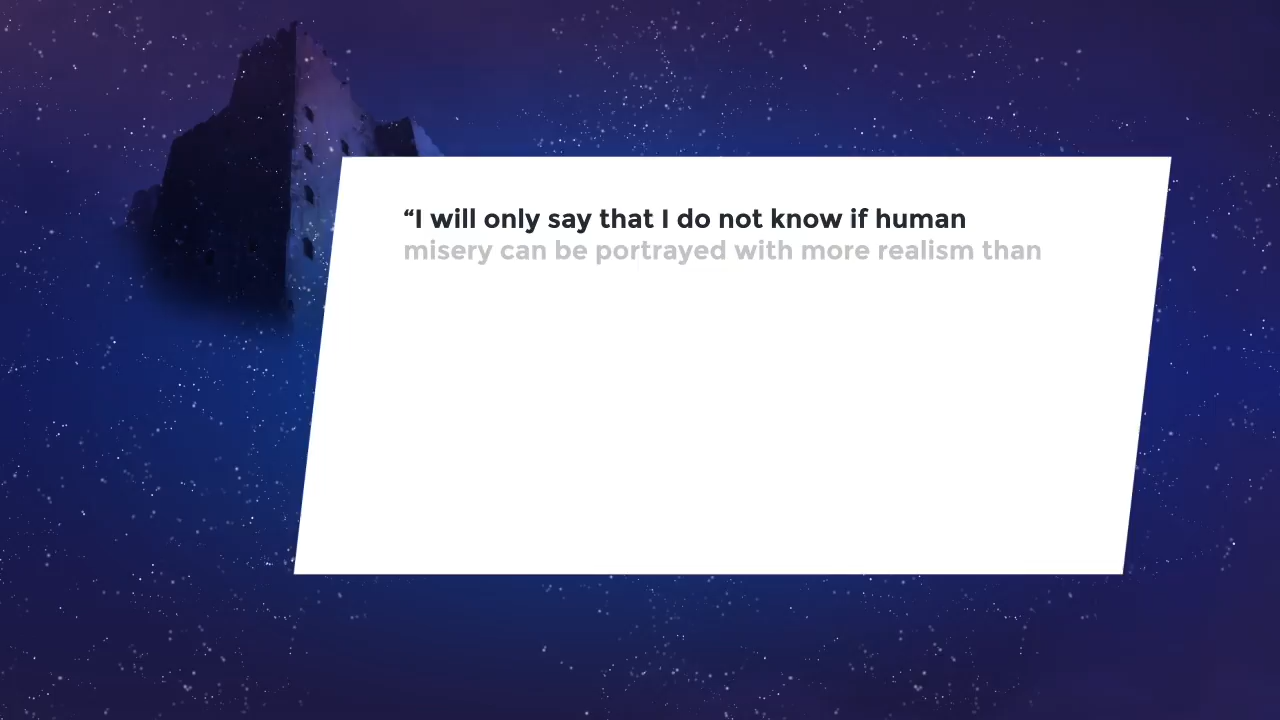 “I will only say that I do not know if human
misery can be portrayed with more realism than